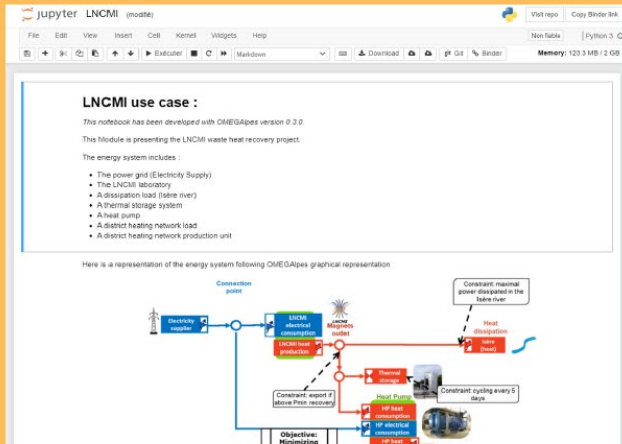 jupyter LNCMI (modifié)
Visit repo Copy Binder link
File Edit View Insert Cell Kernel Widgets Help
Non fiable Python 3
Exécuter Markdown Download Git Binder Memory: 123.3 MB / 2 GB
LNCMI use case :
This notebook has been developed with OMEGAlpes version 0.3.0.
This Module is presenting the LNCMI waste heat recovery project.
The energy system includes :
• The power grid (Electricity Supply)
• The LNCMI laboratory
• A dissipation load (Isère river)
• A thermal storage system
• A heat pump
• A district heating network load
• A district heating network production unit
Here is a representation of the energy system following OMEGAlpes graphical representation
Connection
point
Constraint: maximal
power dissipated in the
Isère river
Electricity
supplier
LNCMI
electrical
consumption
LNCMI heat
production
LNCMI
Magnets
outlet
Heat
dissipation
Isère
(heat)
Thermal
storage
Constraint: export if
above Pmin recovery
Constraint: cycling every 5
days
Heat Pump
HP heat
consumption
HP electrical
consumption
HP heat
Objective:
Minimizing